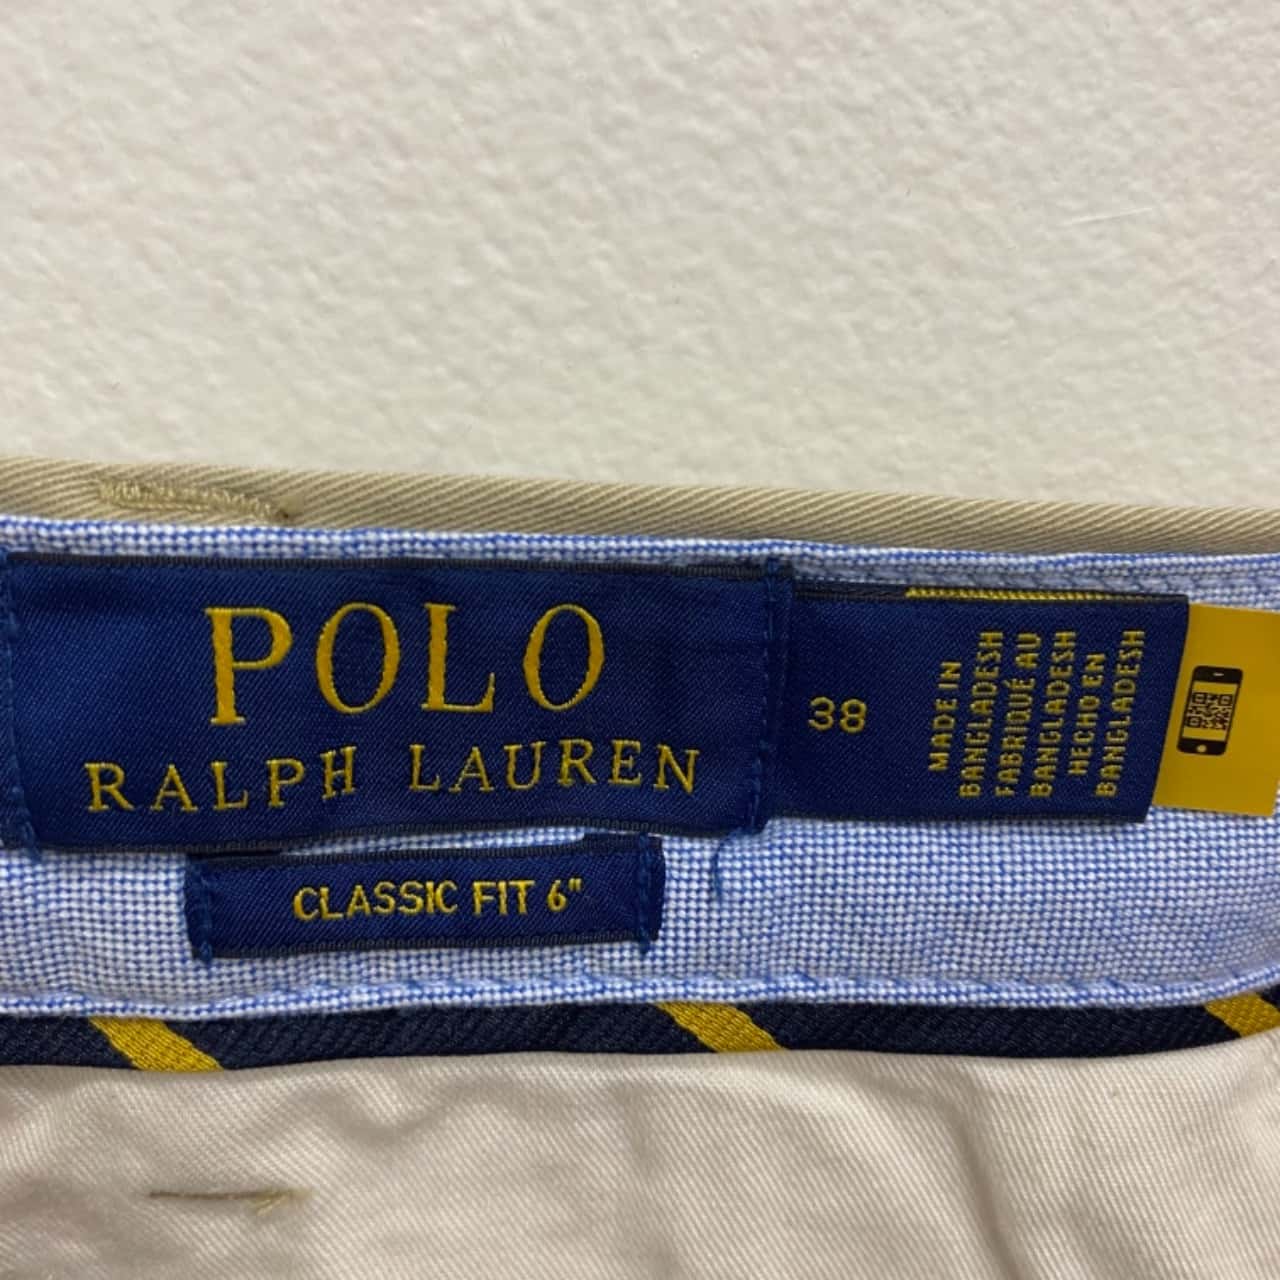 POLO
RALPH LAUREN
CLASSIC FIT 6"
38
MADE IN
BANGLADESH
FABRIQUÉ AU
BANGLADESH
HECHO EN
BANGLADESH